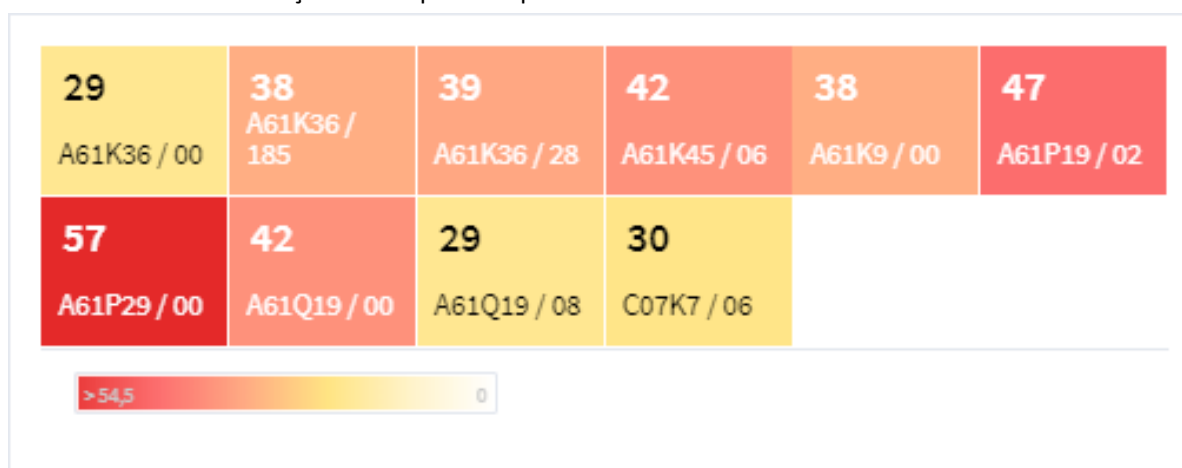 29
A61K36 / 00
38
A61K36 /
185
39
A61K36 / 28
42
A61K45 / 06
38
A61K9 / 00
47
A61P19 / 02
57
A61P29 / 00
42
A61Q19 / 00
29
A61Q19 / 08
30
C07K7 / 06
> 54,5
0